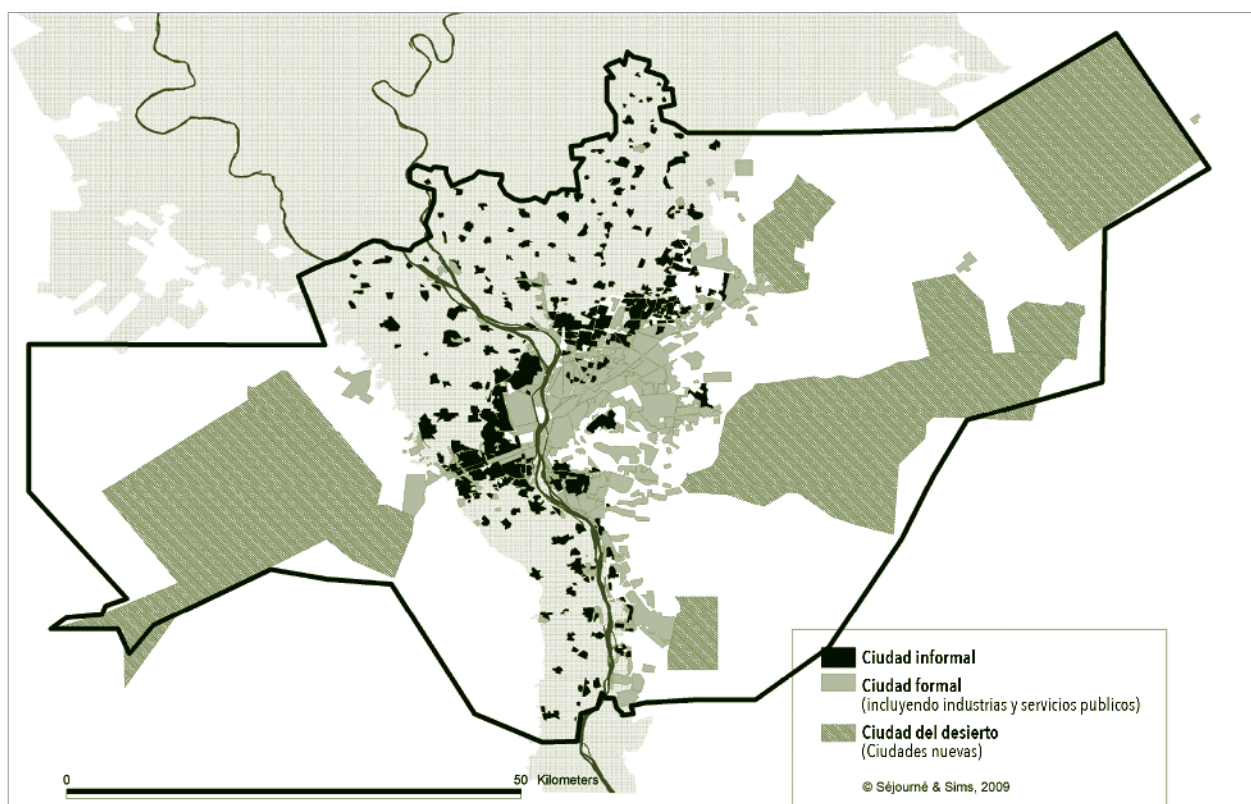 Ciudad informal
Ciudad formal
(incluyendo industrias y servicios publicos)
Ciudad del desierto
(Ciudades nuevas)
© Séjourné & Sims, 2009
0 50 Kilometers